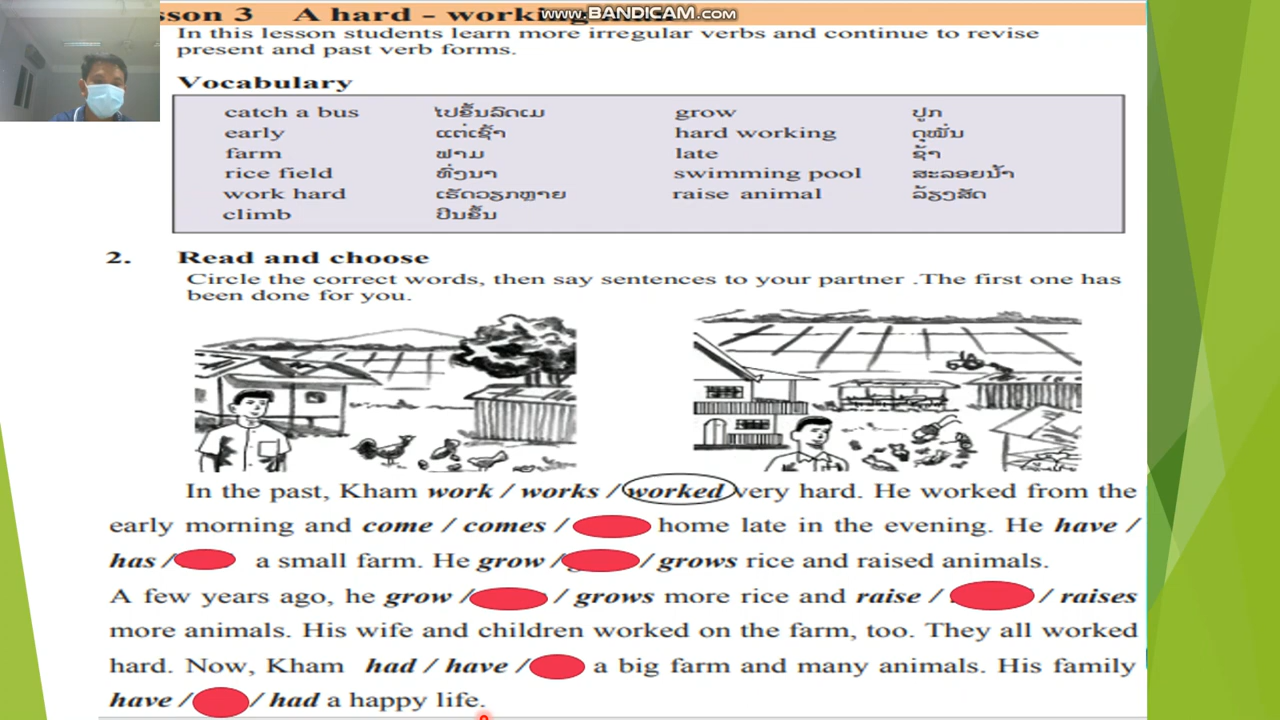 sson 3 A hard - working
www.BANDICAM.com
In this lesson students learn more irregular verbs and continue to revise
present and past verb forms.
Vocabulary
catch a bus ໄປຂຶ້ນລົດເມ grow ປູກ
early ແຕ່ເຊົ້າ hard working ດຸໝັ່ນ
farm ຟາມ late ຊ້າ
rice field ທົ່ງນາ swimming pool ສະລອຍນ້ຳ
work hard ເຮັດວຽກຫຼາຍ raise animal ລ້ຽງສັດ
climb ປີນຂຶ້ນ
2. Read and choose
Circle the correct words, then say sentences to your partner .The first one has
been done for you.
In the past, Kham work / works / worked very hard. He worked from the
early morning and come / comes / home late in the evening. He have /
has / a small farm. He grow / / grows rice and raised animals.
A few years ago, he grow / / grows more rice and raise / / raises
more animals. His wife and children worked on the farm, too. They all worked
hard. Now, Kham had / have / a big farm and many animals. His family
have / / had a happy life.